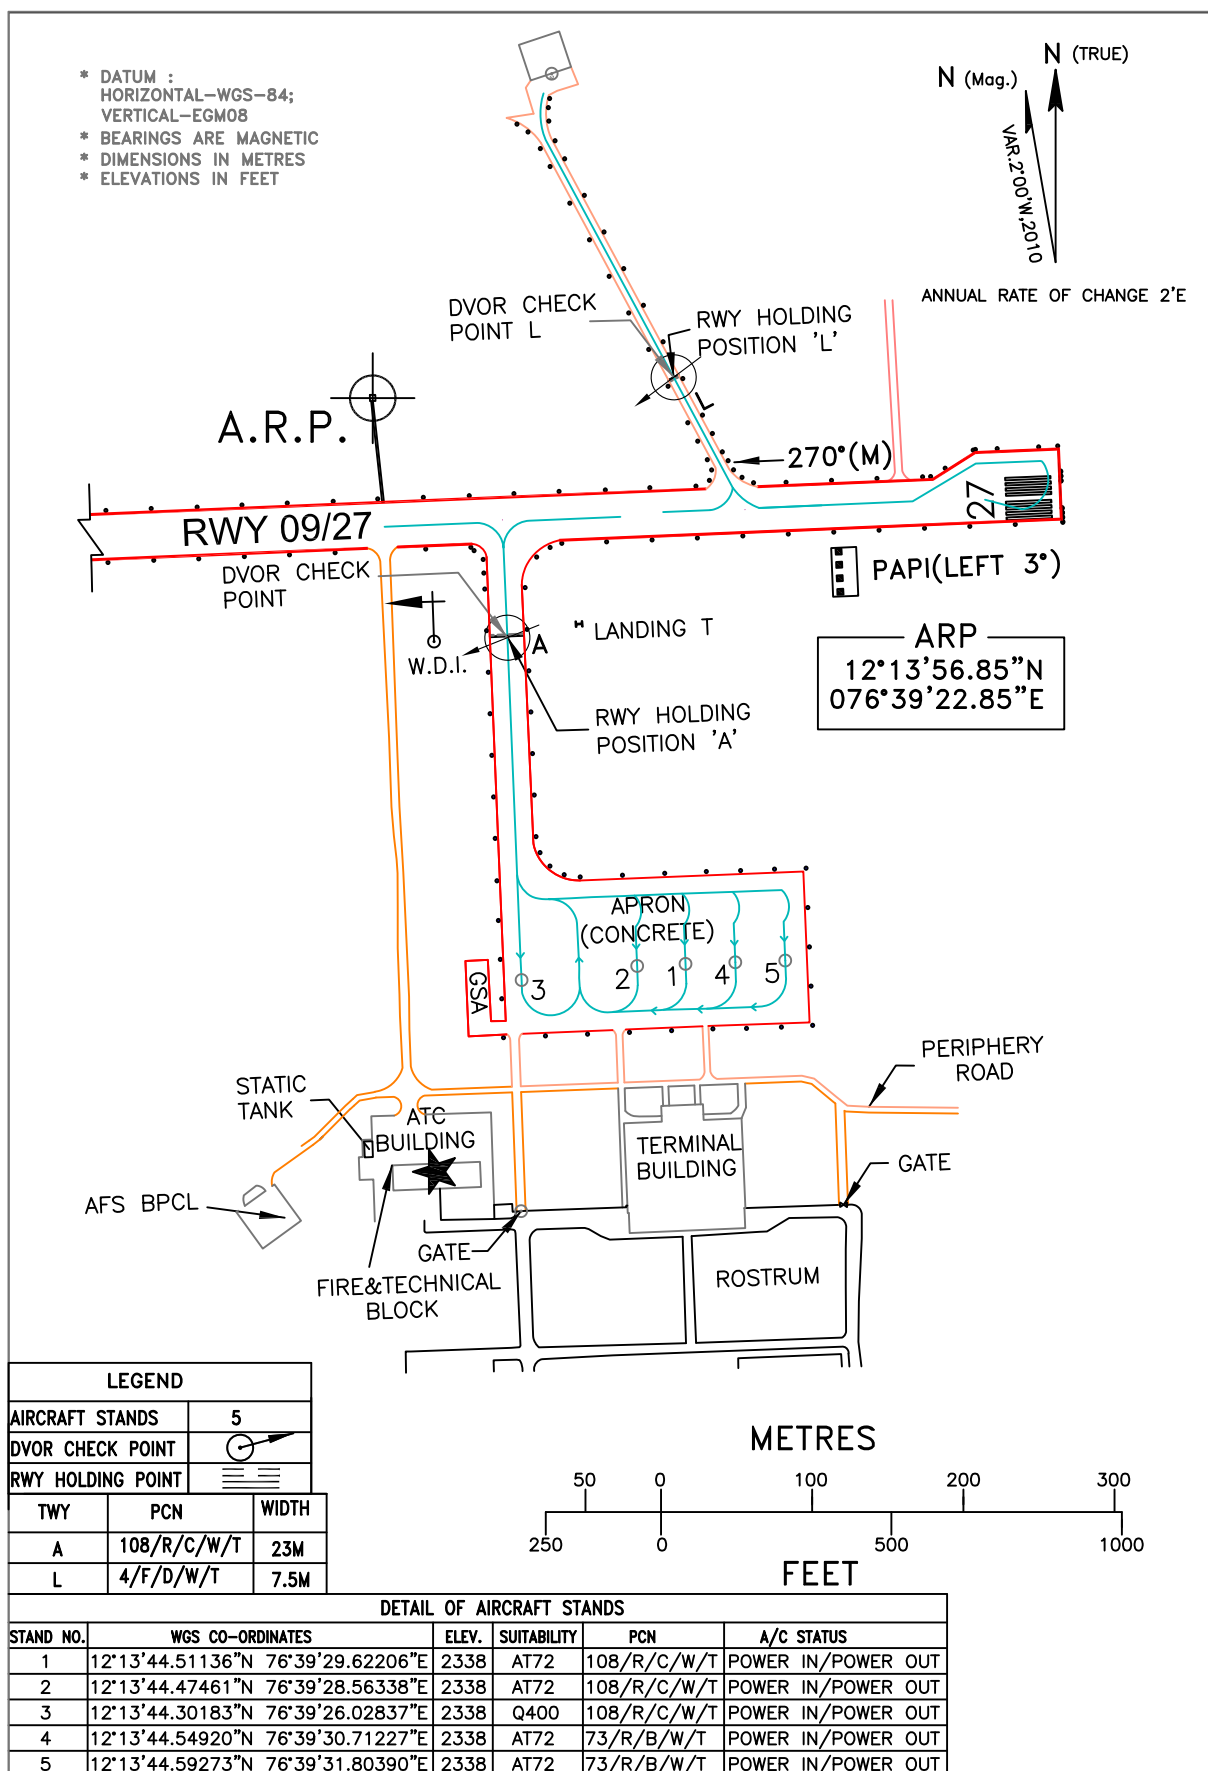 * DATUM :
HORIZONTAL-WGS-84;
VERTICAL-EGM08
* BEARINGS ARE MAGNETIC
* DIMENSIONS IN METRES
* ELEVATIONS IN FEET
N (TRUE)
N (Mag.)
VAR.2°00'W,2010
ANNUAL RATE OF CHANGE 2'E
DVOR CHECK
POINT L
RWY HOLDING
POSITION 'L'
L
A.R.P.
270°(M)
RWY 09/27
27
DVOR CHECK
POINT
PAPI(LEFT 3°)
W.D.I.
A
LANDING T
ARP
12°13'56.85"N
076°39'22.85"E
RWY HOLDING
POSITION 'A'
APRON
(CONCRETE)
GSA
3
2
1
4
5
PERIPHERY
ROAD
STATIC
TANK
ATC
BUILDING
TERMINAL
BUILDING
GATE
AFS BPCL
GATE
FIRE&TECHNICAL
BLOCK
ROSTRUM
LEGEND
AIRCRAFT STANDS 5
DVOR CHECK POINT
RWY HOLDING POINT
TWY PCN WIDTH
A 108/R/C/W/T 23M
L 4/F/D/W/T 7.5M
METRES
50 0 100 200 300
250 0 500 1000
FEET
DETAIL OF AIRCRAFT STANDS
STAND NO. WGS CO-ORDINATES ELEV. SUITABILITY PCN A/C STATUS
1 12°13'44.51136"N 76°39'29.62206"E 2338 AT72 108/R/C/W/T POWER IN/POWER OUT
2 12°13'44.47461"N 76°39'28.56338"E 2338 AT72 108/R/C/W/T POWER IN/POWER OUT
3 12°13'44.30183"N 76°39'26.02837"E 2338 Q400 108/R/C/W/T POWER IN/POWER OUT
4 12°13'44.54920"N 76°39'30.71227"E 2338 AT72 73/R/B/W/T POWER IN/POWER OUT
5 12°13'44.59273"N 76°39'31.80390"E 2338 AT72 73/R/B/W/T POWER IN/POWER OUT